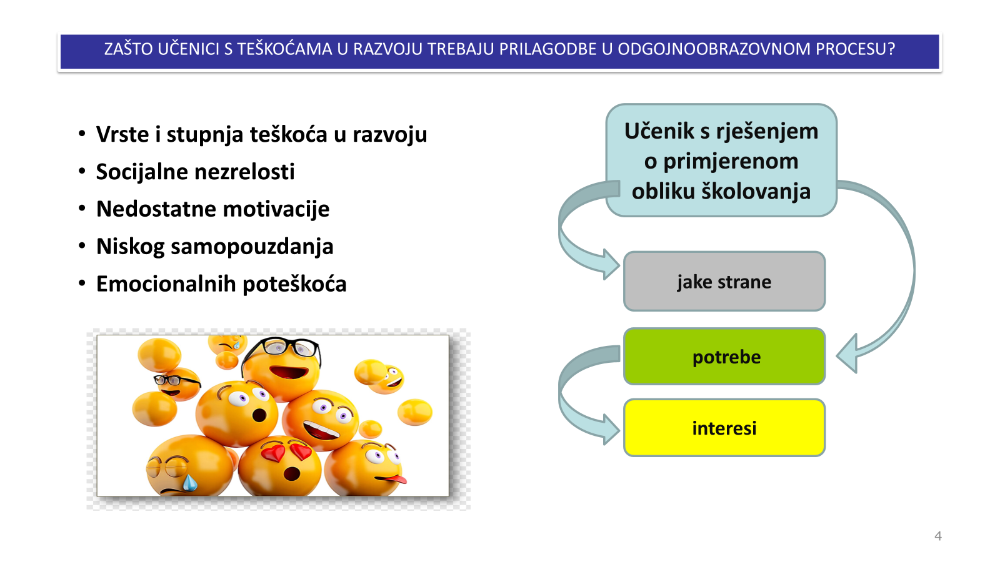 ZAŠTO UČENICI S TEŠKOĆAMA U RAZVOJU TREBAJU PRILAGODBE U ODGOJNOOBRAZOVNOM PROCESU?
• Vrste i stupnja teškoća u razvoju
• Socijalne nezrelosti
• Nedostatne motivacije
• Niskog samopouzdanja
• Emocionalnih poteškoća
Učenik s rješenjem
o primjerenom
obliku školovanja
jake strane
potrebe
interesi
4